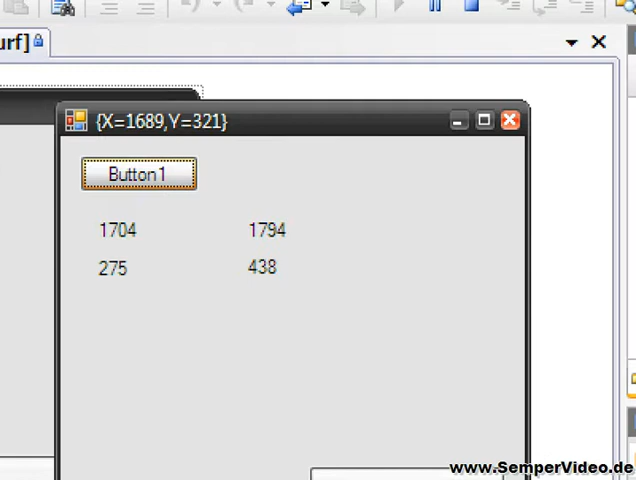 urf]
{X=1689,Y=321}
Button1
1704 1794
275 438
www.SemperVideo.de